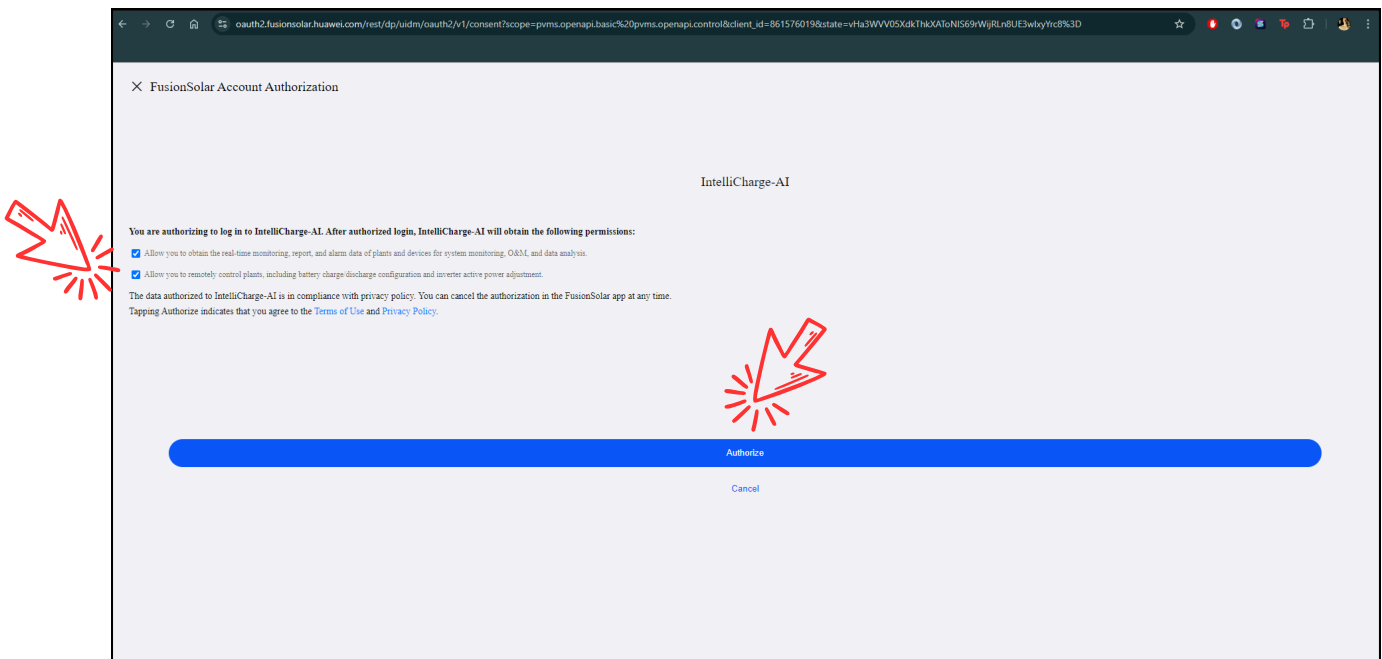 oauth2.fusionsolar.huawei.com/rest/dp/uidm/oauth2/v1/consent?scope=pvms.openapi.basic%20pvms.openapi.control&client_id=861576019&state=vHa3WVV05XdkThkXAToNIS69rWijRLn8UE3wlxyYrc8%3D
FusionSolar Account Authorization
IntelliCharge-AI
You are authorizing to log in to IntelliCharge-AI. After authorized login, IntelliCharge-AI will obtain the following permissions:
Allow you to obtain the real-time monitoring, report, and alarm data of plants and devices for system monitoring, O&M, and data analysis.
Allow you to remotely control plants, including battery charge/discharge configuration and inverter active power adjustment.
The data authorized to IntelliCharge-AI is in compliance with privacy policy. You can cancel the authorization in the FusionSolar app at any time.
Tapping Authorize indicates that you agree to the Terms of Use and Privacy Policy.
Authorize
Cancel